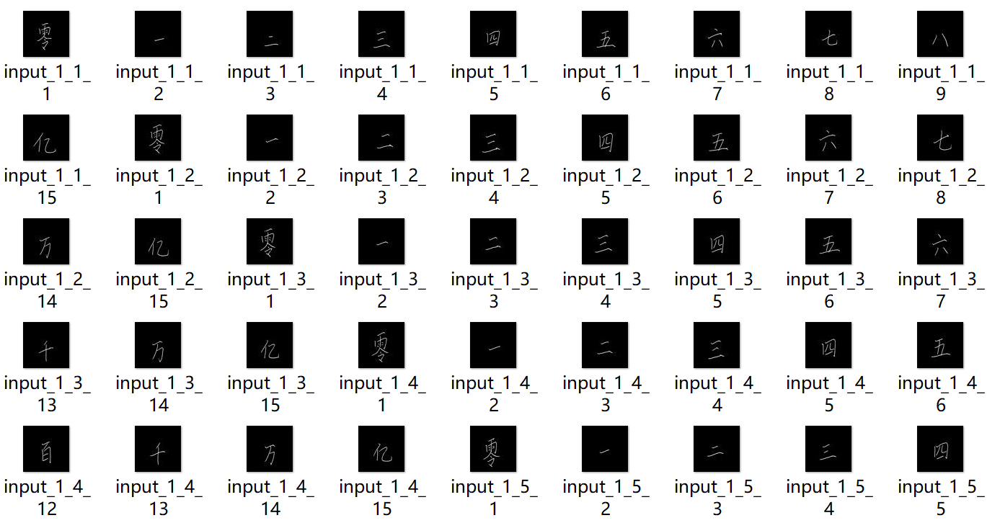 零 一 二 三 四 五 六 七 八
input_1_1_1 input_1_1_2 input_1_1_3 input_1_1_4 input_1_1_5 input_1_1_6 input_1_1_7 input_1_1_8 input_1_1_9
亿 零 一 二 三 四 五 六 七
input_1_1_15 input_1_2_1 input_1_2_2 input_1_2_3 input_1_2_4 input_1_2_5 input_1_2_6 input_1_2_7 input_1_2_8
万 亿 零 一 二 三 四 五 六
input_1_2_14 input_1_2_15 input_1_3_1 input_1_3_2 input_1_3_3 input_1_3_4 input_1_3_5 input_1_3_6 input_1_3_7
千 万 亿 零 一 二 三 四 五
input_1_3_13 input_1_3_14 input_1_3_15 input_1_4_1 input_1_4_2 input_1_4_3 input_1_4_4 input_1_4_5 input_1_4_6
百 千 万 亿 零 一 二 三 四
input_1_4_12 input_1_4_13 input_1_4_14 input_1_4_15 input_1_5_1 input_1_5_2 input_1_5_3 input_1_5_4 input_1_5_5